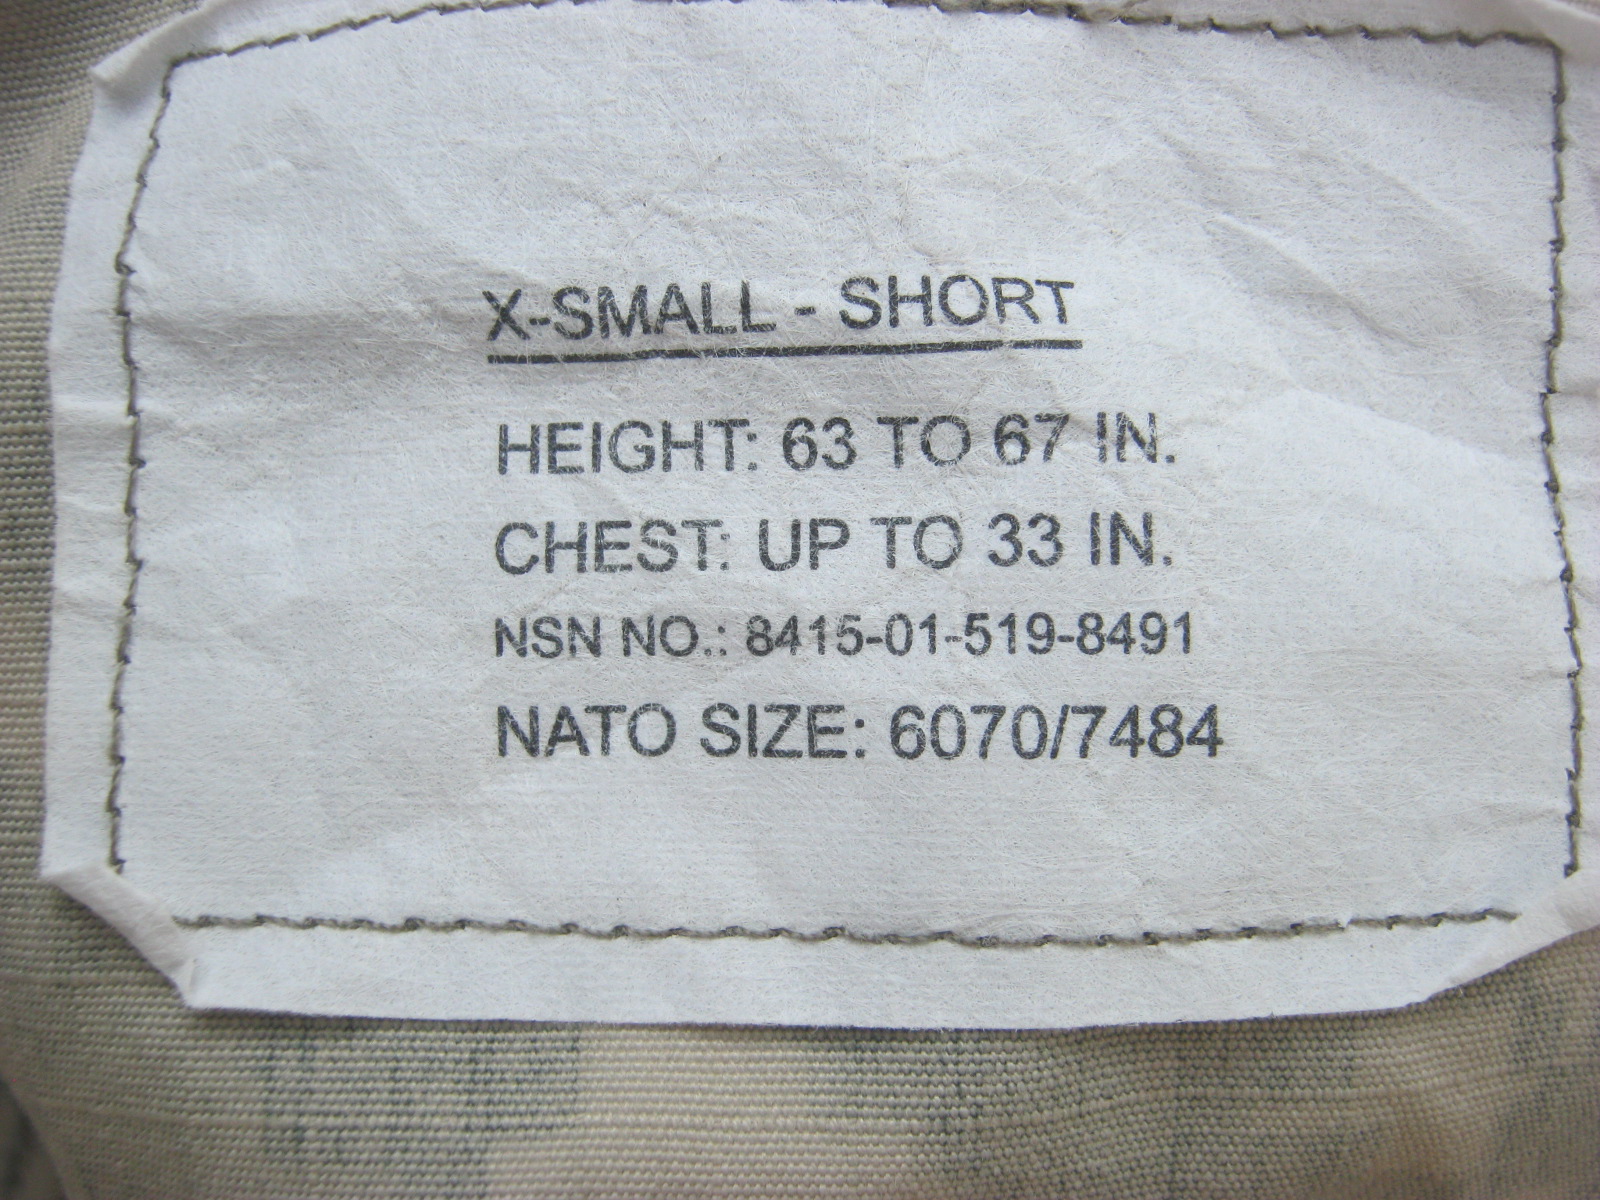 X-SMALL - SHORT
HEIGHT: 63 TO 67 IN.
CHEST: UP TO 33 IN.
NSN NO.: 8415-01-519-8491
NATO SIZE: 6070/7484